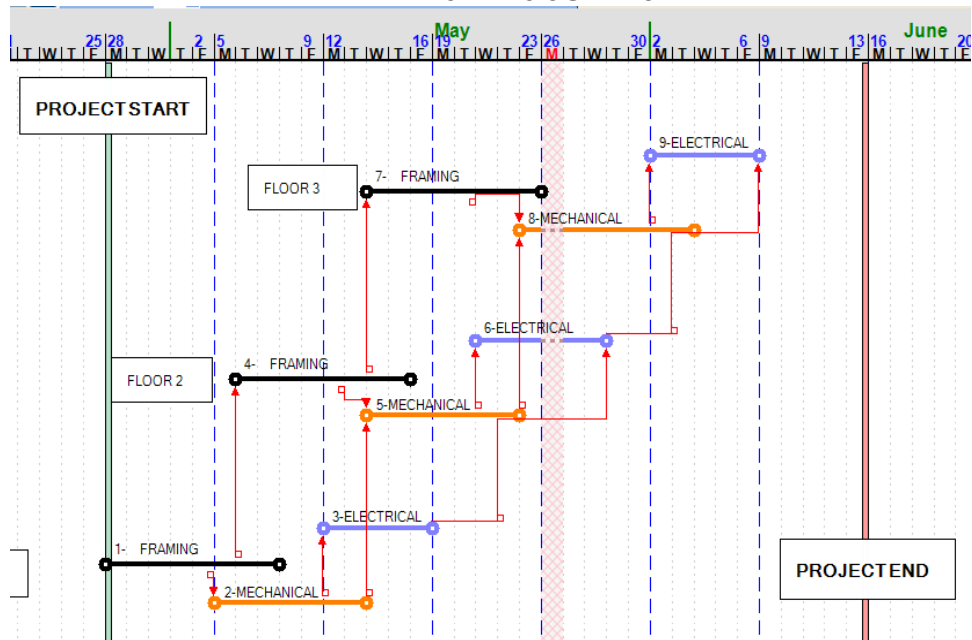 May June
25 28 2 5 9 12 16 19 23 26 30 2 6 9 13 16 20
T W T F M T W T F M T W T F M T W T F M T W T F M T W T F M T W T F M T W T F M T W T F
PROJECT START
9-ELECTRICAL
7- FRAMING
FLOOR 3
8-MECHANICAL
6-ELECTRICAL
4- FRAMING
FLOOR 2
5-MECHANICAL
3-ELECTRICAL
1- FRAMING
PROJECT END
2-MECHANICAL